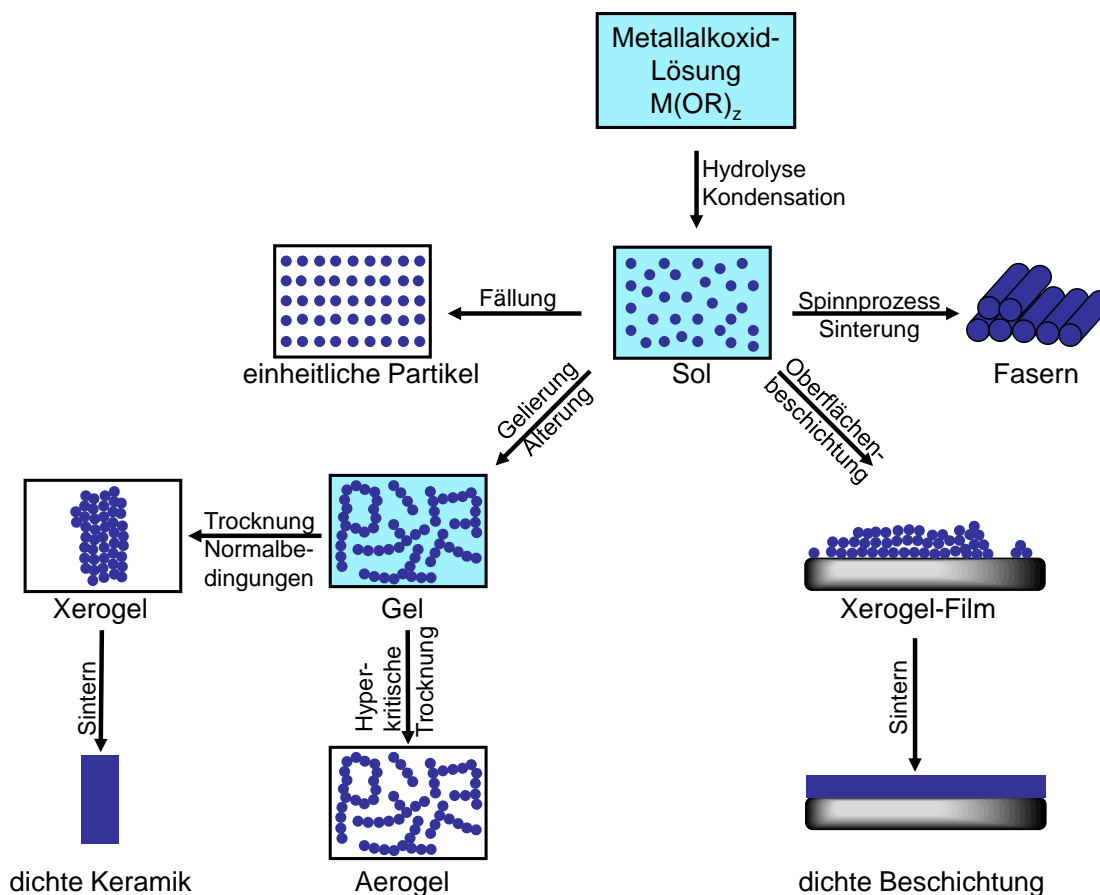 Metallalkoxid-
Lösung
M(OR)z
Hydrolyse
Kondensation
Fällung
Spinnprozess
Sinterung
einheitliche Partikel
Sol
Fasern
Gelierung
Alterung
Oberflächen-
beschichtung
Trocknung
Normalbe-
dingungen
Xerogel
Gel
Xerogel-Film
Sintern
Hyper-
kritische
Trocknung
Sintern
dichte Keramik
Aerogel
dichte Beschichtung